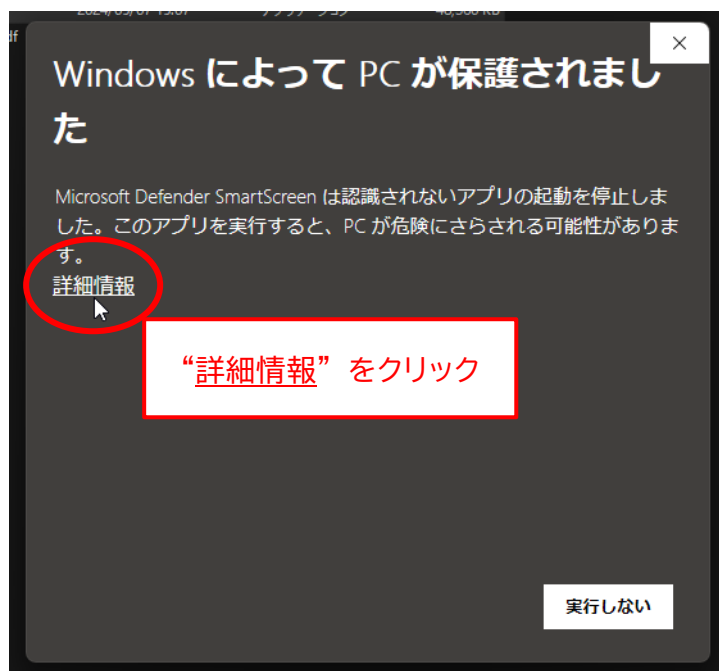 df
Windows によって PC が保護されまし
た
Microsoft Defender SmartScreen は認識されないアプリの起動を停止しま
した。このアプリを実行すると、PC が危険にさらされる可能性がありま
す。
詳細情報
“詳細情報” をクリック
実行しない